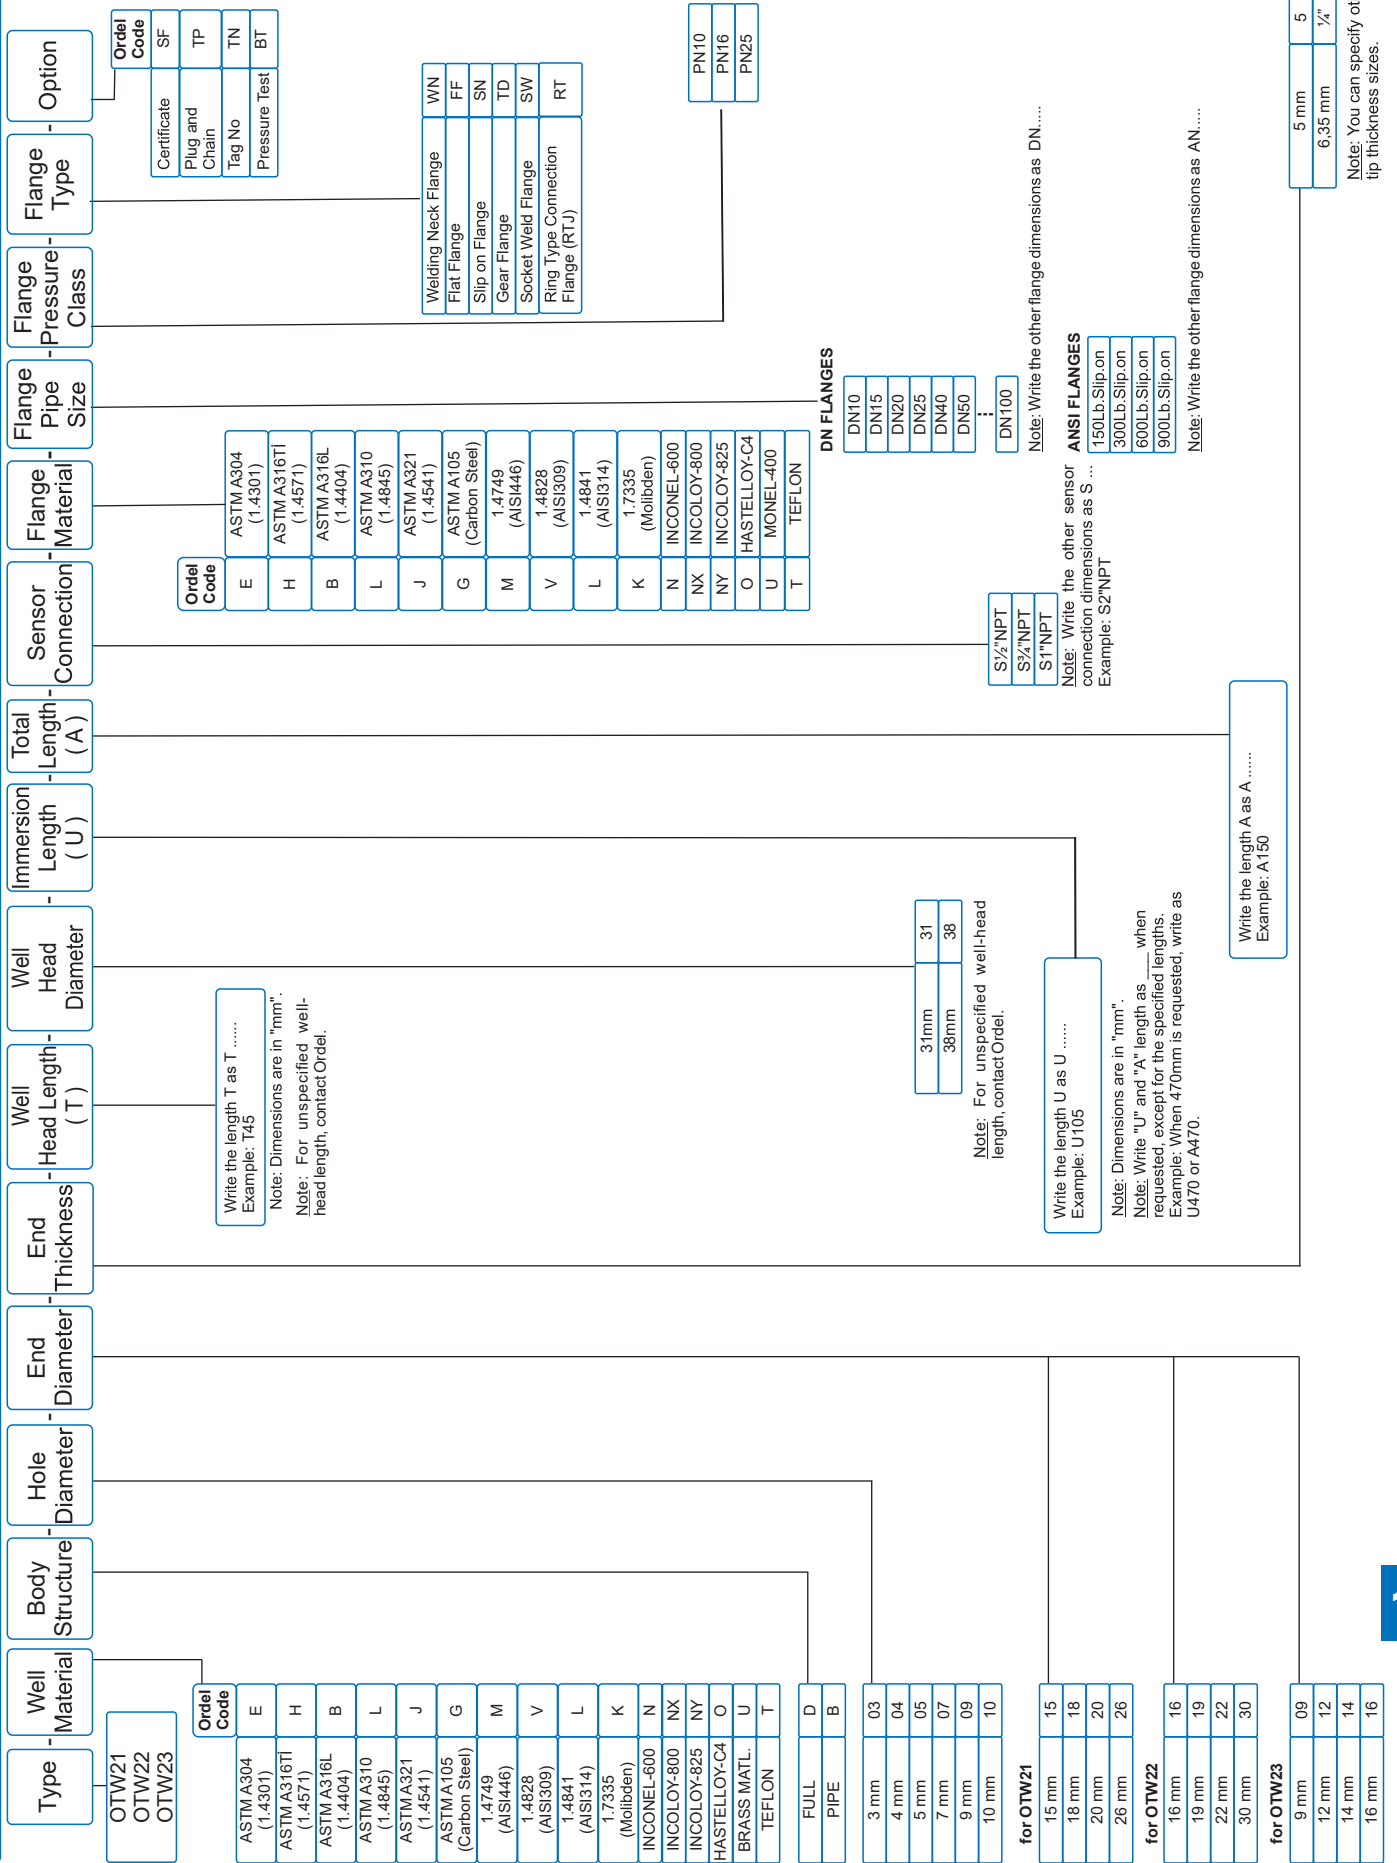 Type
-
Well
Material
-
Body
Structure
-
Hole
Diameter
-
End
Diameter
-
End
Thickness
-
Well
Head Length
( T )
-
Well
Head
Diameter
-
Immersion
Length
( U )
-
Total
Length
( A )
-
Sensor
Connection
-
Flange
Material
-
Flange
Pipe
Size
-
Flange
Pressure
Class
-
Flange
Type
-
Option
OTW21
OTW22
OTW23
Ordel
Code
ASTM A304
(1.4301)
E
ASTM A316Tİ
(1.4571)
H
ASTM A316L
(1.4404)
B
ASTM A310
(1.4845)
L
ASTM A321
(1.4541)
J
ASTM A105
(Carbon Steel)
G
1.4749
(AISI446)
M
1.4828
(AISI309)
V
1.4841
(AISI314)
L
1.7335
(Molibden)
K
INCONEL-600 N
INCOLOY-800 NX
INCOLOY-825 NY
HASTELLOY-C4 O
BRASS MATL. U
TEFLON T
FULL D
PIPE B
3 mm 03
4 mm 04
5 mm 05
7 mm 07
9 mm 09
10 mm 10
for OTW21
15 mm 15
18 mm 18
20 mm 20
26 mm 26
for OTW22
16 mm 16
19 mm 19
22 mm 22
30 mm 30
for OTW23
9 mm 09
12 mm 12
14 mm 14
16 mm 16
Write the length T as T ......
Example: T45
Note: Dimensions are in "mm".
Note: For unspecified well-
head length, contact Ordel.
31mm 31
38mm 38
Note: For unspecified well-head
length, contact Ordel.
Write the length U as U ......
Example: U105
Note: Dimensions are in "mm".
Note: Write "U" and "A" length as ____ when
requested, except for the specified lengths.
Example: When 470mm is requested, write as
U470 or A470.
Write the length A as A ......
Example: A150
Ordel
Code
E
ASTM A304
(1.4301)
H
ASTM A316Tİ
(1.4571)
B
ASTM A316L
(1.4404)
L
ASTM A310
(1.4845)
J
ASTM A321
(1.4541)
G
ASTM A105
(Carbon Steel)
M
1.4749
(AISI446)
V
1.4828
(AISI309)
L
1.4841
(AISI314)
K
1.7335
(Molibden)
N INCONEL-600
NX INCOLOY-800
NY INCOLOY-825
O HASTELLOY-C4
U MONEL-400
T TEFLON
S½"NPT
S¾"NPT
S1"NPT
Note: Write the other sensor
connection dimensions as S ...
Example: S2"NPT
DN FLANGES
DN10
DN15
DN20
DN25
DN40
DN50
---
DN100
Note: Write the other flange dimensions as DN.....
ANSI FLANGES
150Lb.Slip.on
300Lb.Slip.on
600Lb.Slip.on
900Lb.Slip.on
Note: Write the other flange dimensions as AN.....
Welding Neck Flange WN
Flat Flange FF
Slip on Flange SN
Gear Flange TD
Socket Weld Flange SW
Ring Type Connection
Flange (RTJ)
RT
PN10
PN16
PN25
Ordel
Code
Certificate SF
Plug and
Chain
TP
Tag No TN
Pressure Test BT
5 mm 5
6,35 mm ¼"
Note: You can specify ot
tip thickness sizes.